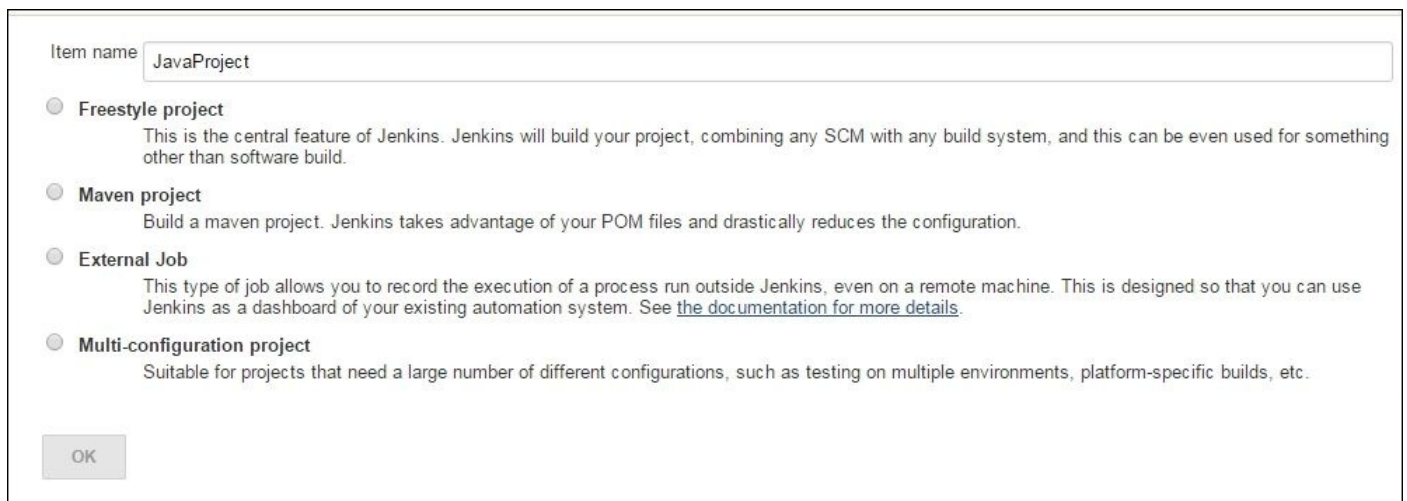 Item name JavaProject
Freestyle project
This is the central feature of Jenkins. Jenkins will build your project, combining any SCM with any build system, and this can be even used for something
other than software build.
Maven project
Build a maven project. Jenkins takes advantage of your POM files and drastically reduces the configuration.
External Job
This type of job allows you to record the execution of a process run outside Jenkins, even on a remote machine. This is designed so that you can use
Jenkins as a dashboard of your existing automation system. See the documentation for more details.
Multi-configuration project
Suitable for projects that need a large number of different configurations, such as testing on multiple environments, platform-specific builds, etc.
OK